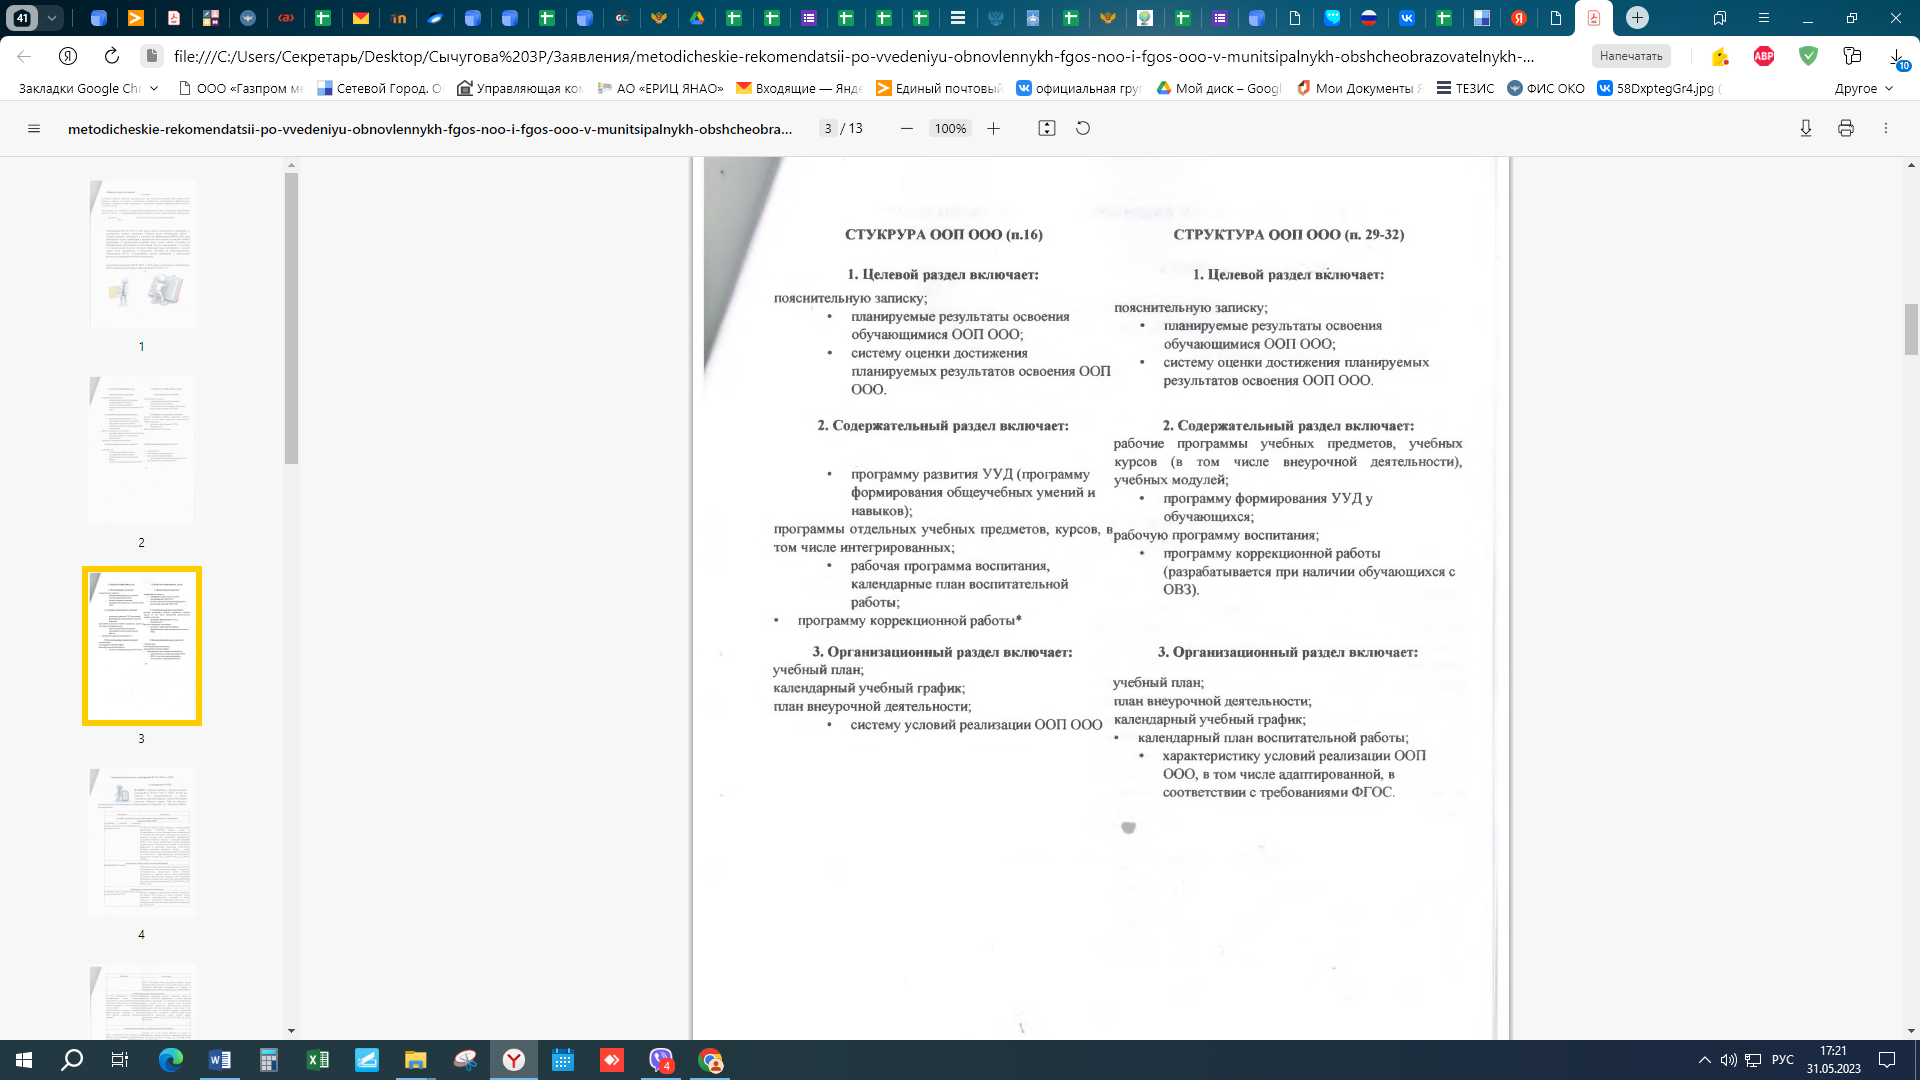 41
file:///C:/Users/Секретарь/Desktop/Сычугова%203Р/Заявления/metodicheskie-rekomendatsii-po-vvedeniyu-obnovlennykh-fgos-noo-i-fgos-ooo-v-munitsipalnykh-obshcheobrazovatelnykh-...
Напечатать
10
Закладки Google Chr
ООО «Газпром ме
Сетевой Город. О
Управляющая ком
АО «ЕРИЦ ЯНАО»
Входящие — Янде
Единый почтовый
официальная груп
Мой диск – Googl
Мои Документы Я
ТЕЗИС
ФИС ОКО
58DxptegGr4.jpg (
Другое
metodicheskie-rekomendatsii-po-vvedeniyu-obnovlennykh-fgos-noo-i-fgos-ooo-v-munitsipalnykh-obshcheobra...
3 / 13
100%
1
2
3
4
СТУКРУРА ООП ООО (п.16)
1. Целевой раздел включает:
пояснительную записку;
• планируемые результаты освоения
обучающимися ООП ООО;
• систему оценки достижения
планируемых результатов освоения ООП
ООО.
2. Содержательный раздел включает:
• программу развития УУД (программу
формирования общеучебных умений и
навыков);
программы отдельных учебных предметов, курсов, в
том числе интегрированных;
• рабочая программа воспитания,
календарные план воспитательной
работы;
• программу коррекционной работы*
3. Организационный раздел включает:
учебный план;
календарный учебный график;
план внеурочной деятельности;
• систему условий реализации ООП ООО
СТРУКТУРА ООП ООО (п. 29-32)
1. Целевой раздел включает:
пояснительную записку;
• планируемые результаты освоения
обучающимися ООП ООО;
• систему оценки достижения планируемых
результатов освоения ООП ООО.
2. Содержательный раздел включает:
рабочие программы учебных предметов, учебных
курсов (в том числе внеурочной деятельности),
учебных модулей;
• программу формирования УУД у
обучающихся;
рабочую программу воспитания;
• программу коррекционной работы
(разрабатывается при наличии обучающихся с
ОВЗ).
3. Организационный раздел включает:
учебный план;
план внеурочной деятельности;
календарный учебный график;
• календарный план воспитательной работы;
• характеристику условий реализации ООП
ООО, в том числе адаптированной, в
соответствии с требованиями ФГОС.
4
РУС
17:21
31.05.2023